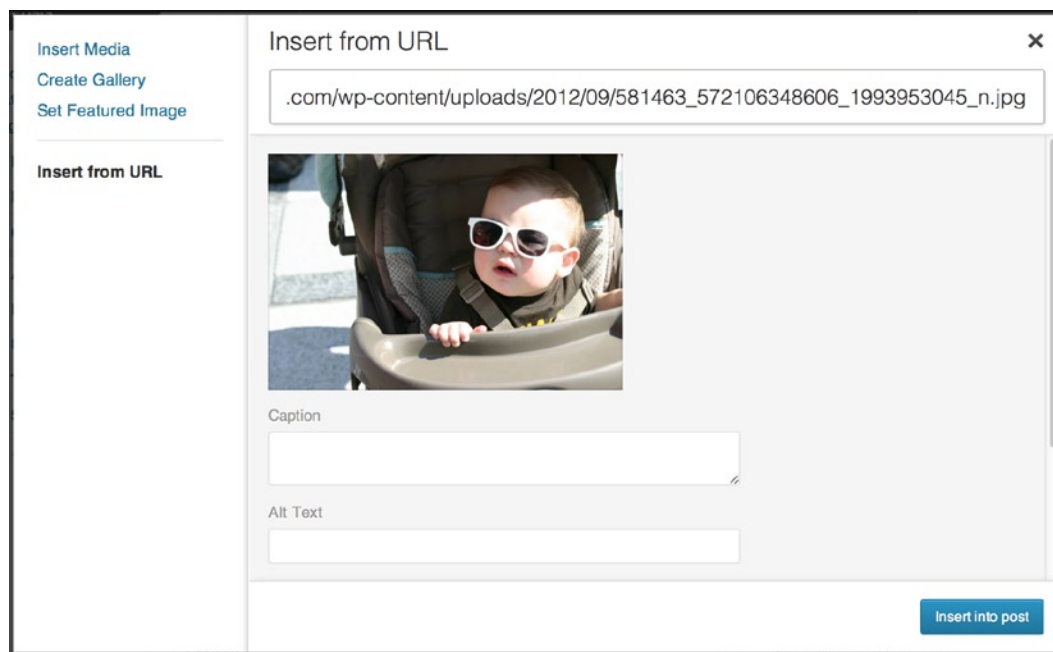 Insert Media
Create Gallery
Set Featured Image
Insert from URL
Insert from URL
.com/wp-content/uploads/2012/09/581463_572106348606_1993953045_n.jpg
Caption
Alt Text
Insert into post